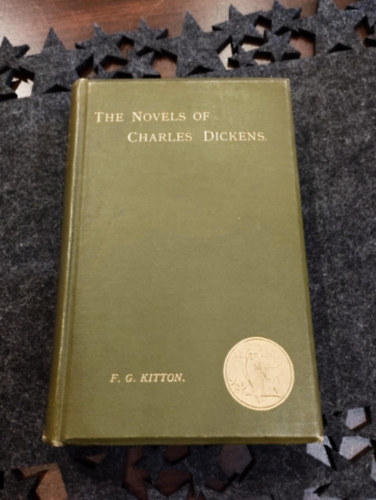 THE NOVELS OF
CHARLES DICKENS.
F. G. KITTON.